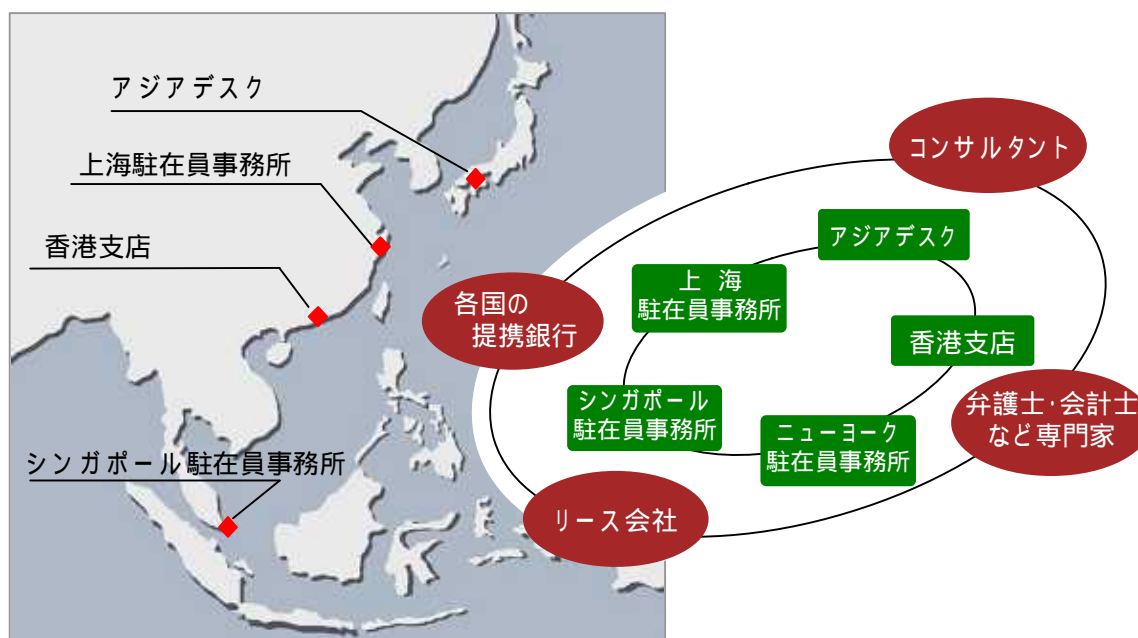 アジアデスク
上海駐在員事務所
香港支店
シンガポール駐在員事務所
コンサルタント
アジアデスク
上 海
駐在員事務所
各国の
提携銀行
香港支店
シンガポール
駐在員事務所
ニューヨーク
駐在員事務所
弁護士・会計士
など専門家
リース会社